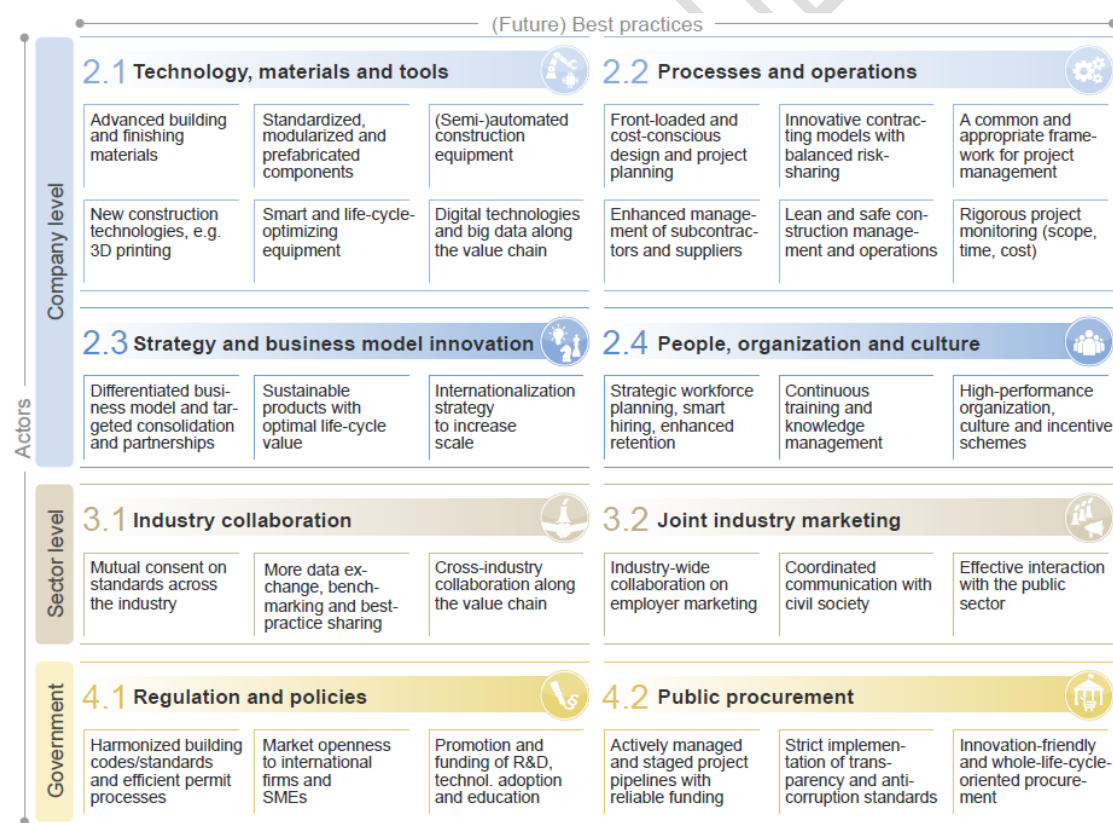 (Future) Best practices
Actors
Company level
2.1 Technology, materials and tools
Advanced building
and finishing
materials
Standardized,
modularized and
prefabricated
components
(Semi-)automated
construction
equipment
New construction
technologies, e.g.
3D printing
Smart and life-cycle-
optimizing
equipment
Digital technologies
and big data along
the value chain
2.2 Processes and operations
Front-loaded and
cost-conscious
design and project
planning
Innovative contrac-
ting models with
balanced risk-
sharing
A common and
appropriate frame-
work for project
management
Enhanced manage-
ment of subcontrac-
tors and suppliers
Lean and safe con-
struction manage-
ment and operations
Rigorous project
monitoring (scope,
time, cost)
2.3 Strategy and business model innovation
Differentiated busi-
ness model and tar-
geted consolidation
and partnerships
Sustainable
products with
optimal life-cycle
value
Internationalization
strategy
to increase
scale
2.4 People, organization and culture
Strategic workforce
planning, smart
hiring, enhanced
retention
Continuous
training and
knowledge
management
High-performance
organization,
culture and incentive
schemes
Sector level
3.1 Industry collaboration
Mutual consent on
standards across
the industry
More data ex-
change, bench-
marking and best-
practice sharing
Cross-industry
collaboration along
the value chain
3.2 Joint industry marketing
Industry-wide
collaboration on
employer marketing
Coordinated
communication with
civil society
Effective interaction
with the public
sector
Government
4.1 Regulation and policies
Harmonized building
codes/standards
and efficient permit
processes
Market openness
to international
firms and
SMEs
Promotion and
funding of R&D,
technol. adoption
and education
4.2 Public procurement
Actively managed
and staged project
pipelines with
reliable funding
Strict implemen-
tation of trans-
parency and anti-
corruption standards
Innovation-friendly
and whole-life-cycle-
oriented procure-
ment